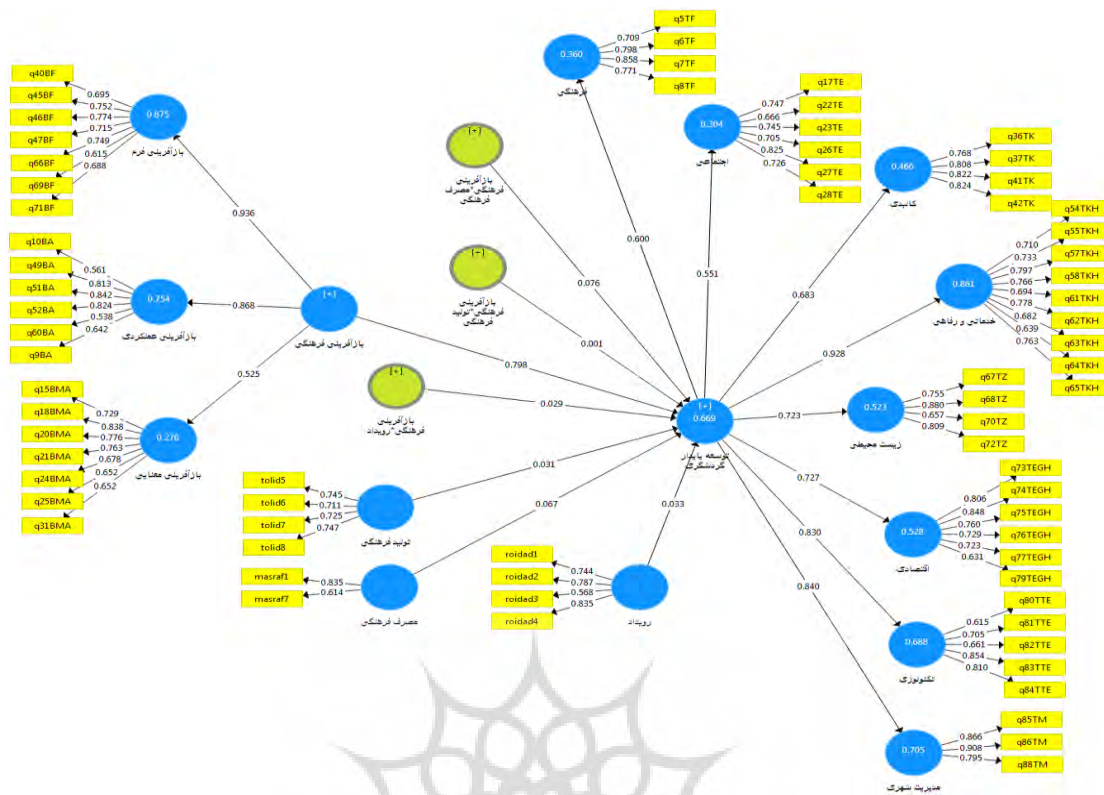 q40BF
q45BF
q46BF
q47BF
q66BF
q69BF
q71BF
0.695
0.752
0.774
0.715
0.749
0.615
0.688
0.875
بازآفرینی فرم
0.936
q10BA
q49BA
q51BA
q52BA
q60BA
q9BA
0.561
0.813
0.842
0.824
0.538
0.642
0.754
بازآفرینی عملکردی
0.868
q15BMA
q18BMA
q20BMA
q21BMA
q24BMA
q25BMA
q31BMA
0.729
0.838
0.776
0.763
0.678
0.652
0.652
0.276
بازآفرینی معنایی
0.525
[+]
بازآفرینی فرهنگی
0.798
[+]
بازآفرینی
فرهنگی*مصرف
فرهنگی
0.076
[+]
بازآفرینی
فرهنگی*تولید
فرهنگی
0.001
[+]
بازآفرینی
فرهنگی*رویداد
0.029
tolid5
tolid6
tolid7
tolid8
0.745
0.711
0.725
0.747
تولید فرهنگی
0.031
masraf1
masraf7
0.835
0.614
مصرف فرهنگی
0.067
roidad1
roidad2
roidad3
roidad4
0.744
0.787
0.568
0.835
رویداد
0.033
[+]
0.669
توسعه پایدار
گردشگری
0.600
0.360
فرهنگی
0.709
0.798
0.858
0.771
q5TF
q6TF
q7TF
q8TF
0.551
0.304
اجتماعی
0.747
0.666
0.745
0.705
0.825
0.726
q17TE
q22TE
q23TE
q26TE
q27TE
q28TE
0.683
0.466
کالبدی
0.768
0.808
0.822
0.824
q36TK
q37TK
q41TK
q42TK
0.928
0.861
خدماتی و رفاهی
0.710
0.733
0.797
0.766
0.694
0.778
0.682
0.639
0.763
q54TKH
q55TKH
q57TKH
q58TKH
q61TKH
q62TKH
q63TKH
q64TKH
q65TKH
0.723
0.523
زیست محیطی
0.755
0.880
0.657
0.809
q67TZ
q68TZ
q70TZ
q72TZ
0.727
0.528
اقتصادی
0.806
0.848
0.760
0.729
0.723
0.631
q73TEGH
q74TEGH
q75TEGH
q76TEGH
q77TEGH
q79TEGH
0.830
0.688
تکنولوژی
0.615
0.705
0.661
0.854
0.810
q80TTE
q81TTE
q82TTE
q83TTE
q84TTE
0.840
0.705
مدیریت شهری
0.866
0.908
0.795
q85TM
q86TM
q88TM